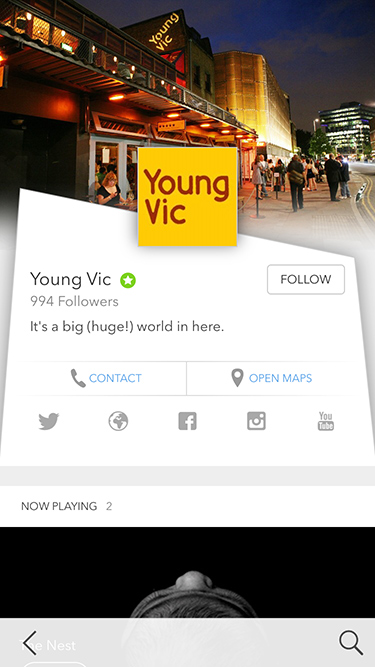 Young
Vic
Young
Vic
Young Vic
FOLLOW
994 Followers
It's a big (huge!) world in here.
CONTACT
OPEN MAPS
You
Tube
NOW PLAYING 2
The Nest